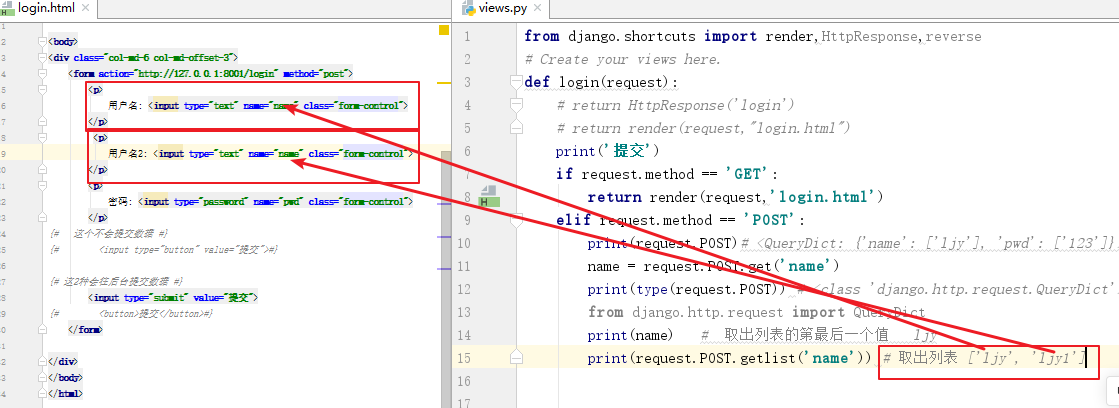 login.html
<body>
<div class="col-md-6 col-md-offset-3">
<form action="http://127.0.0.1:8001/login" method="post">
<p>
用户名: <input type="text" name="name" class="form-control">
</p>
<p>
用户名2: <input type="text" name="name" class="form-control">
</p>
<p>
密码: <input type="password" name="pwd" class="form-control">
</p>
{# 这个不会提交数据 #}
{# <input type="button" value="提交">#}
{# 这2种会往后台提交数据 #}
<input type="submit" value="提交">
{# <button>提交</button>#}
</form>
</div>
</body>
</html>
views.py
1 from django.shortcuts import render,HttpResponse,reverse
2 # Create your views here.
3 def login(request):
4 # return HttpResponse('login')
5 # return render(request,"login.html")
6 print('提交')
7 if request.method == 'GET':
8 return render(request,'login.html')
9 elif request.method == 'POST':
10 print(request.POST)# <QueryDict: {'name': ['ljy'], 'pwd': ['123']}
11 name = request.POST.get('name')
12 print(type(request.POST)) # <class 'django.http.request.QueryDict'
13 from django.http.request import QueryDict
14 print(name) # 取出列表的第最后一个值 ljy
15 print(request.POST.getlist('name')) # 取出列表 ['ljy', 'ljy1']
16
17